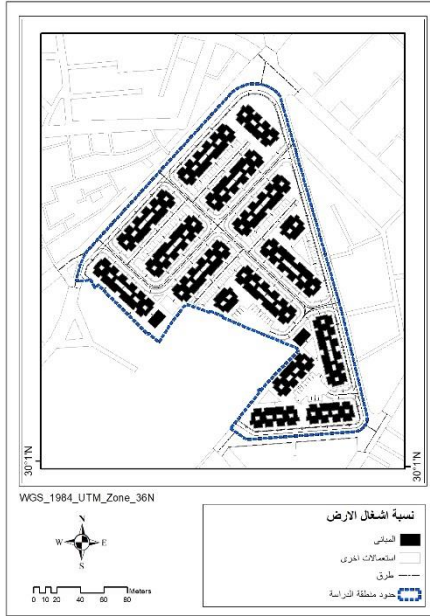 30°1'N
30°1'N
WGS_1984_UTM_Zone_36N
N
W E
S
0 10 20 40 60 80 Meters
نسبة اشغال الارض
المبانى
استعمالات اخرى
طرق
حدود منطقة الدراسة